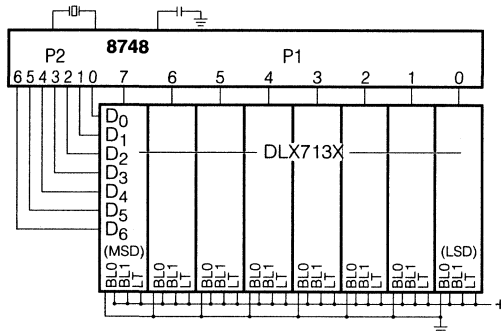 8748
P2 P1
6 5 4 3 2 1 0 7 6 5 4 3 2 1 0
D0
D1
D2 DLX713X
D3
D4
D5
D6
(MSD) (LSD)
BL0 BL1 LT BL0 BL1 LT BL0 BL1 LT BL0 BL1 LT BL0 BL1 LT BL0 BL1 LT BL0 BL1 LT BL0 BL1 LT
+